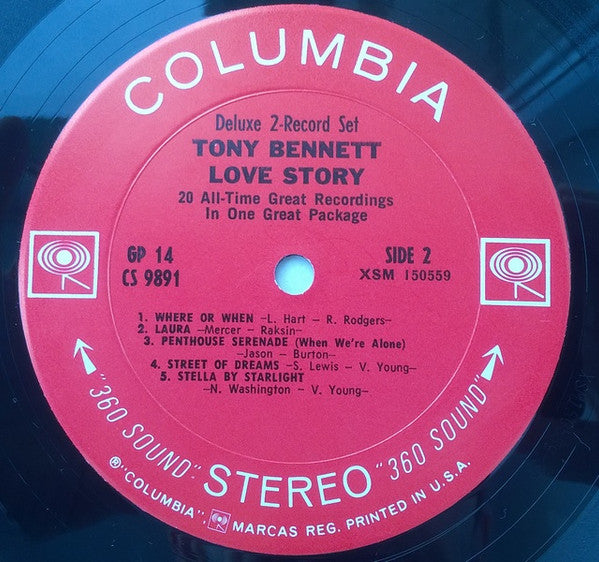 COLUMBIA
Deluxe 2-Record Set
TONY BENNETT
LOVE STORY
20 All-Time Great Recordings
In One Great Package
GP 14
CS 9891
SIDE 2
XSM 150559
1. WHERE OR WHEN –L. Hart – R. Rodgers–
2. LAURA –Mercer – Raksin–
3. PENTHOUSE SERENADE (When We're Alone)
–Jason – Burton–
4. STREET OF DREAMS –S. Lewis – V. Young–
5. STELLA BY STARLIGHT
–N. Washington – V. Young–
"360 SOUND" STEREO "360 SOUND"
®"COLUMBIA", MARCAS REG. PRINTED IN U.S.A.